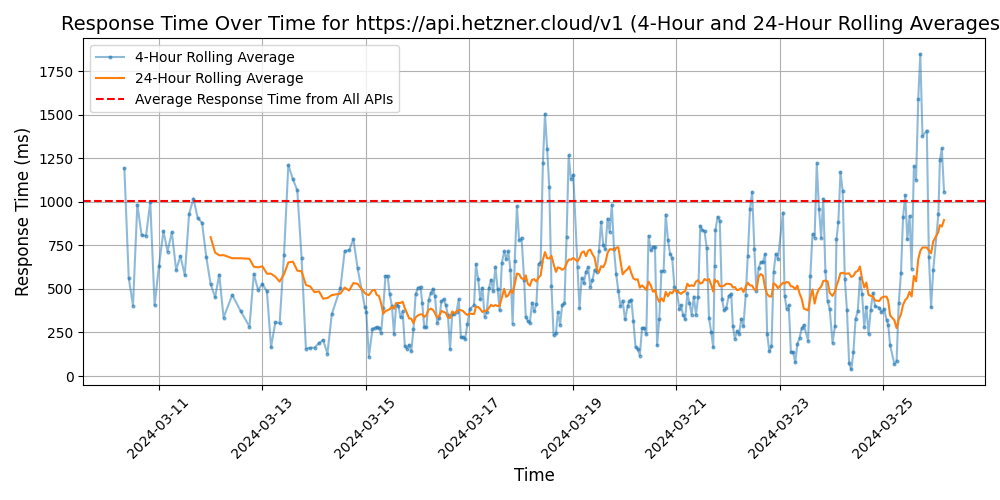 Response Time Over Time for https://api.hetzner.cloud/v1 (4-Hour and 24-Hour Rolling Averages
4-Hour Rolling Average
24-Hour Rolling Average
Average Response Time from All APIs
Response Time (ms)
1750
1500
1250
1000
750
500
250
0
2024-03-11
2024-03-13
2024-03-15
2024-03-17
2024-03-19
2024-03-21
2024-03-23
2024-03-25
Time